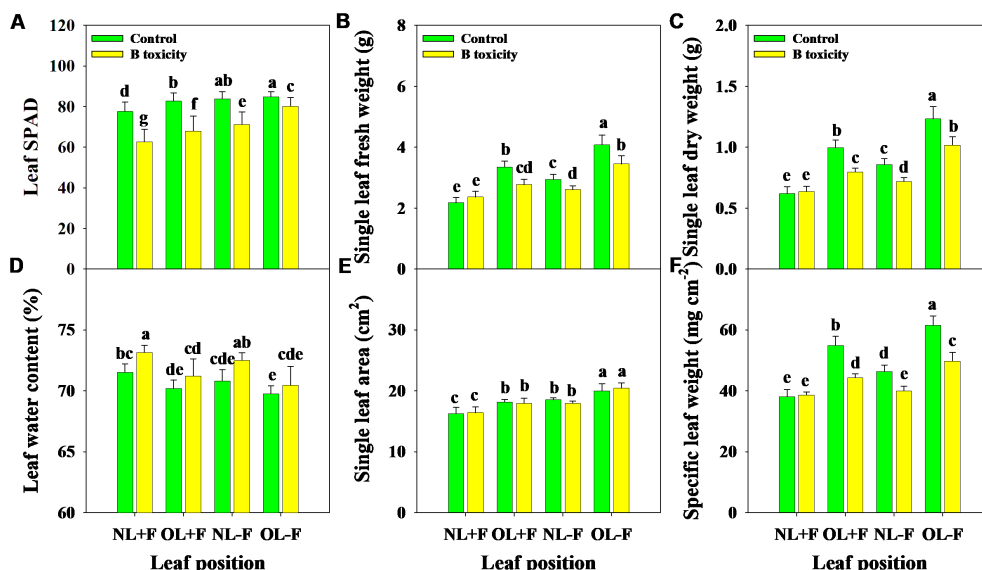 A
Leaf SPAD
120
100
80
60
40
20
0
Control
B toxicity
d
g
b
f
ab
e
a
c
B
Single leaf fresh weight (g)
8
6
4
2
0
Control
B toxicity
e
e
b
cd
c
d
a
b
C
Single leaf dry weight (g)
2.0
1.5
1.0
0.5
0.0
Control
B toxicity
e
e
b
c
c
d
a
b
D
Leaf water content (%)
75
70
65
60
bc
a
de
cd
cde
ab
e
cde
NL+F OL+F NL-F OL-F
Leaf position
E
Single leaf area (cm²)
30
20
10
0
c
c
b
b
b
b
a
a
NL+F OL+F NL-F OL-F
Leaf position
F
Specific leaf weight (mg cm⁻²)
60
40
20
0
e
e
b
d
d
e
a
c
NL+F OL+F NL-F OL-F
Leaf position